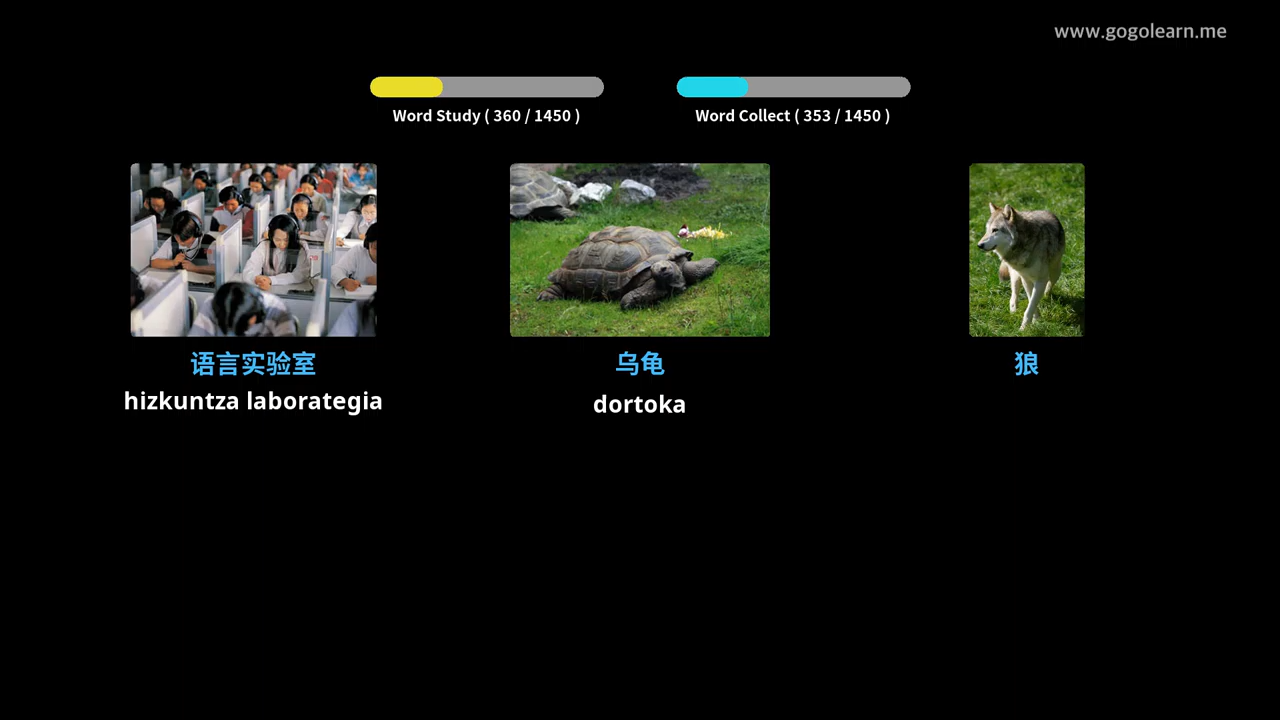 www.gogolearn.me
Word Study ( 360 / 1450 )
Word Collect ( 353 / 1450 )
语言实验室
乌龟
狼
hizkuntza laborategia
dortoka